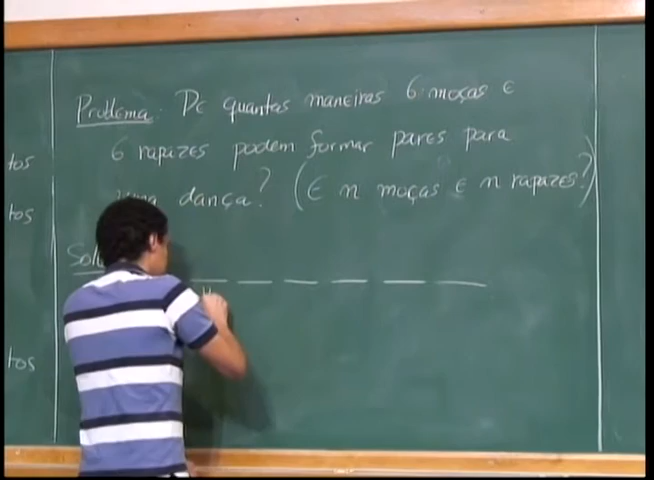 Problema: De quantas maneiras 6 moças e
6 rapazes podem formar pares para
dança? (E n moças e n rapazes?)
tos
tos
tos